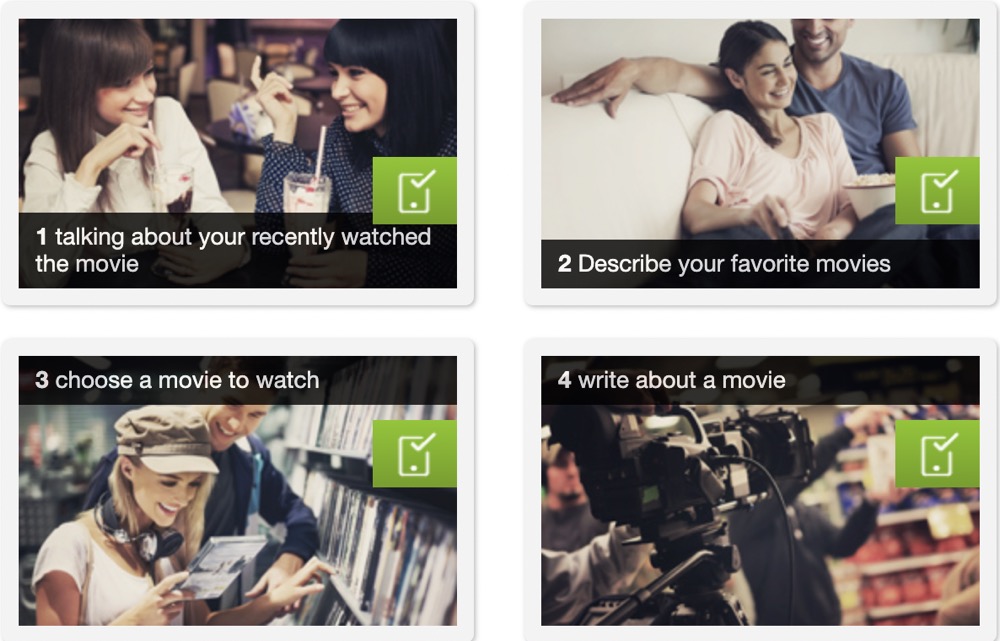 1 talking about your recently watched
the movie
2 Describe your favorite movies
3 choose a movie to watch
4 write about a movie